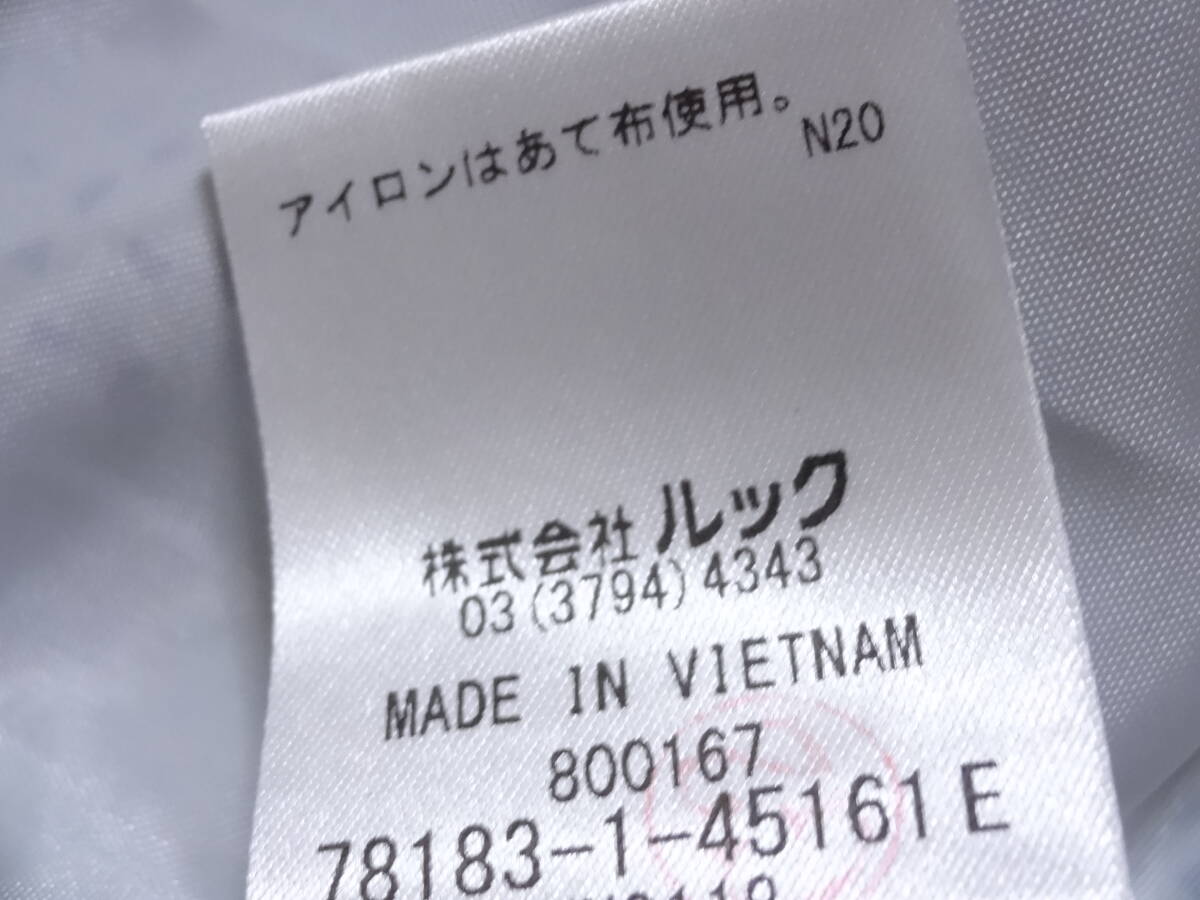 アイロンはあて布使用。
N20
株式会社 ルック
03(3794)4343
MADE IN VIETNAM
800167
78183-1-45161 E